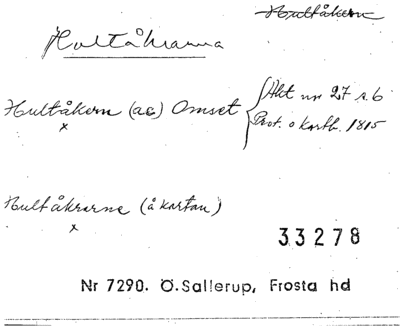 Hultåkern
Hultåkrarna
Hultåkern (ac) Omset { Akt nr 27 s. 6
x Prot. o kartb. 1815
Hultåkrarne (å kartan)
x
33278
Nr 7290. Ö. Sallerup, Frosta hd